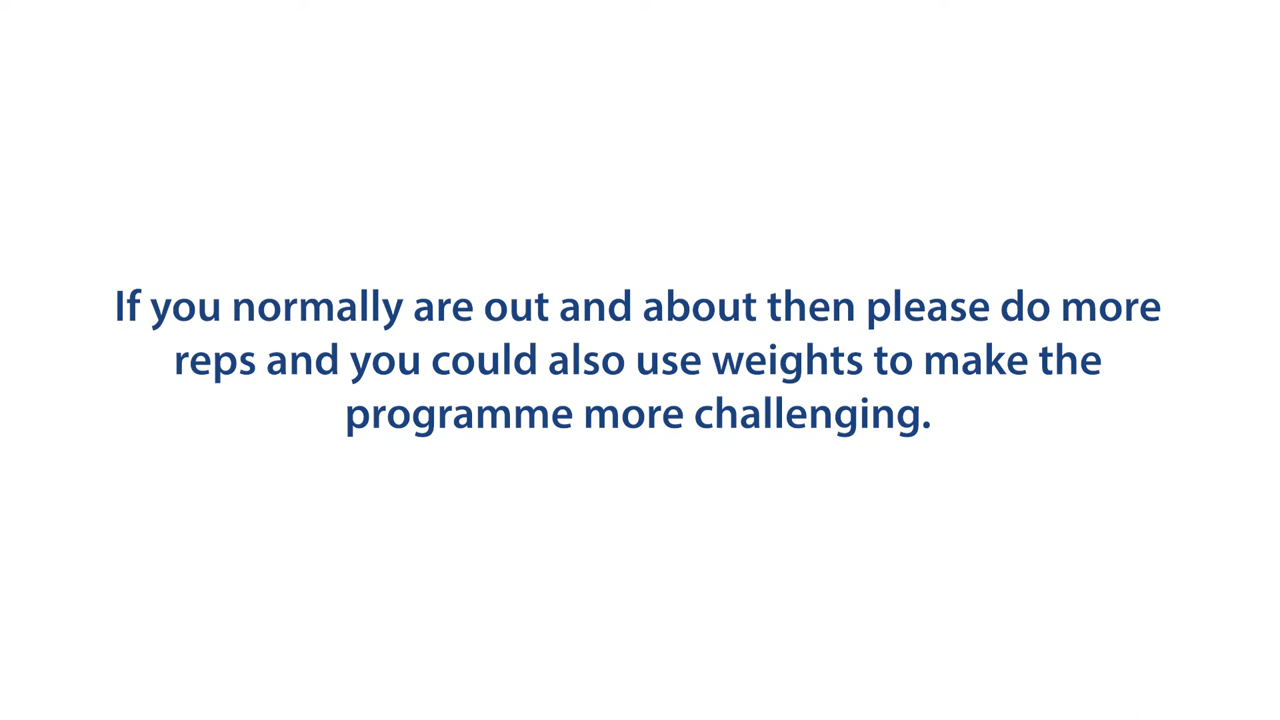 If you normally are out and about then please do more
reps and you could also use weights to make the
programme more challenging.